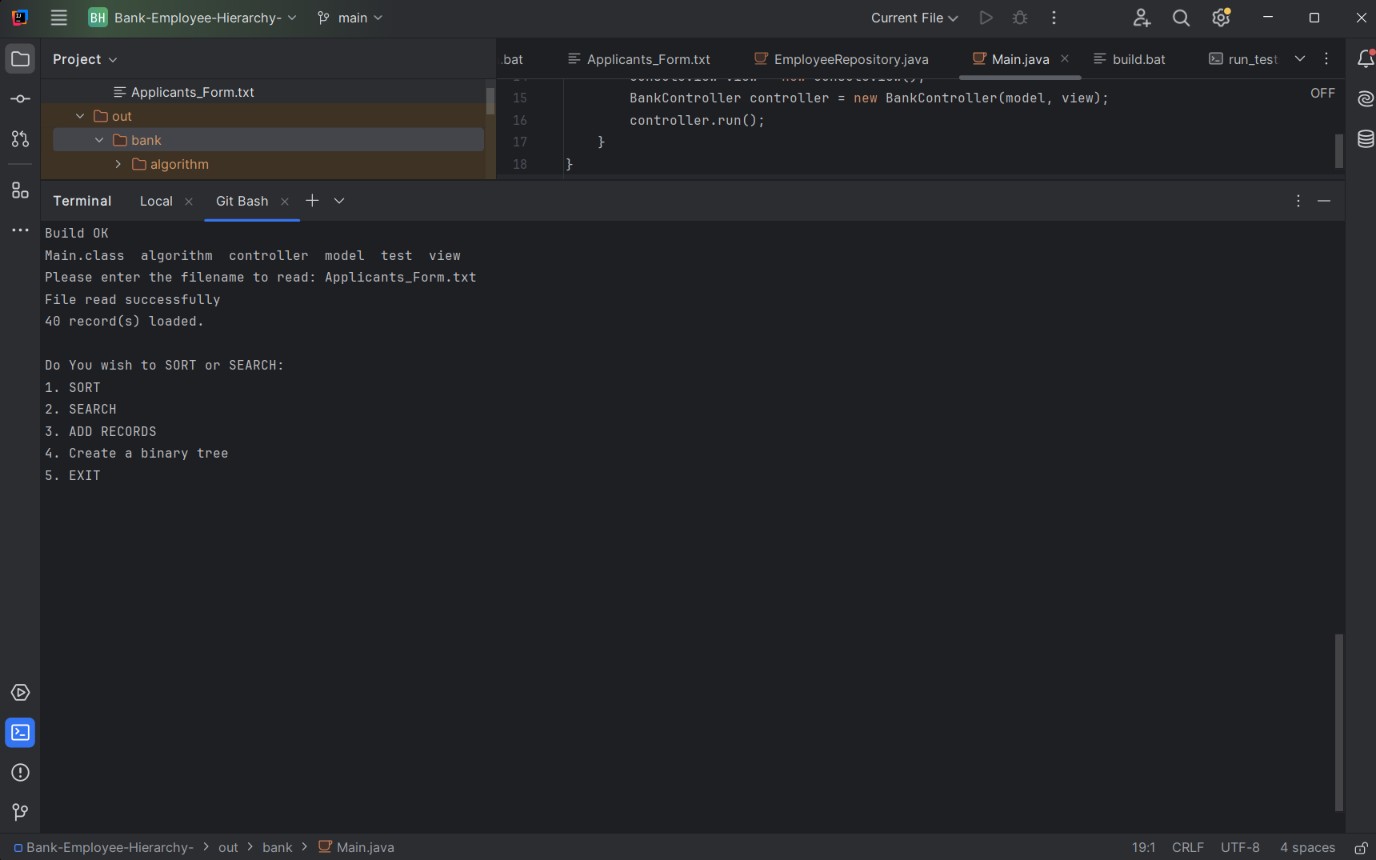 BH Bank-Employee-Hierarchy- main Current File
Project
.bat Applicants_Form.txt EmployeeRepository.java Main.java build.bat run_test
Applicants_Form.txt
out
bank
algorithm
OFF
15 BankController controller = new BankController(model, view);
16 controller.run();
17 }
18 }
Terminal Local Git Bash
Build OK
Main.class algorithm controller model test view
Please enter the filename to read: Applicants_Form.txt
File read successfully
40 record(s) loaded.
Do You wish to SORT or SEARCH:
1. SORT
2. SEARCH
3. ADD RECORDS
4. Create a binary tree
5. EXIT
Bank-Employee-Hierarchy- > out > bank > Main.java 19:1 CRLF UTF-8 4 spaces